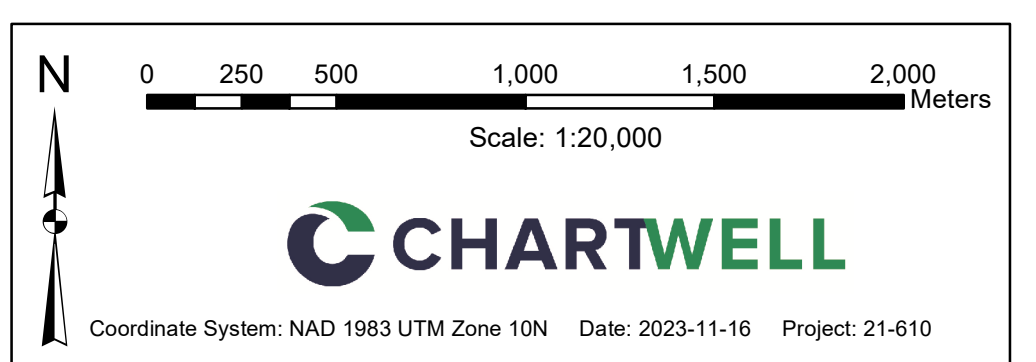 N
0 250 500 1,000 1,500 2,000
Meters
Scale: 1:20,000
CHARTWELL
Coordinate System: NAD 1983 UTM Zone 10N Date: 2023-11-16 Project: 21-610